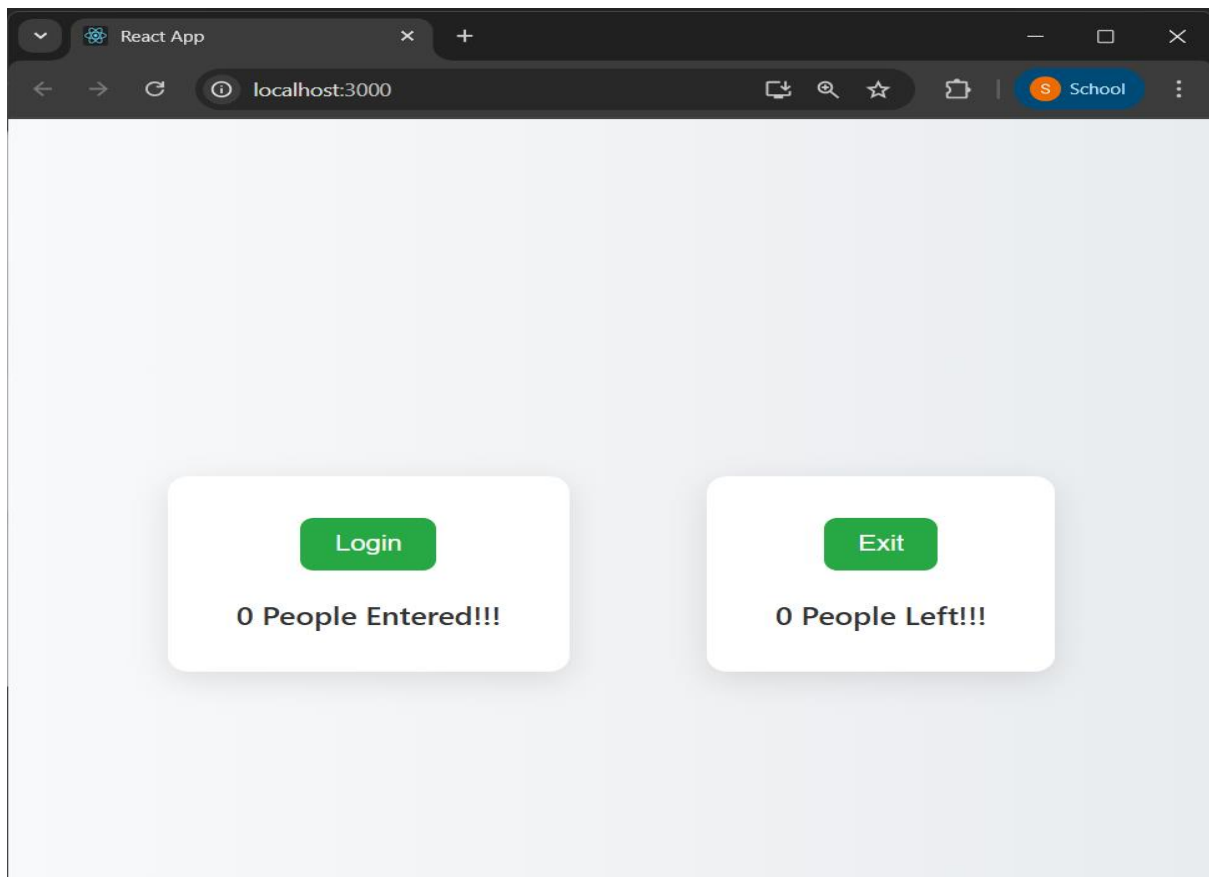 React App
localhost:3000
S School
Login
Exit
0 People Entered!!!
0 People Left!!!